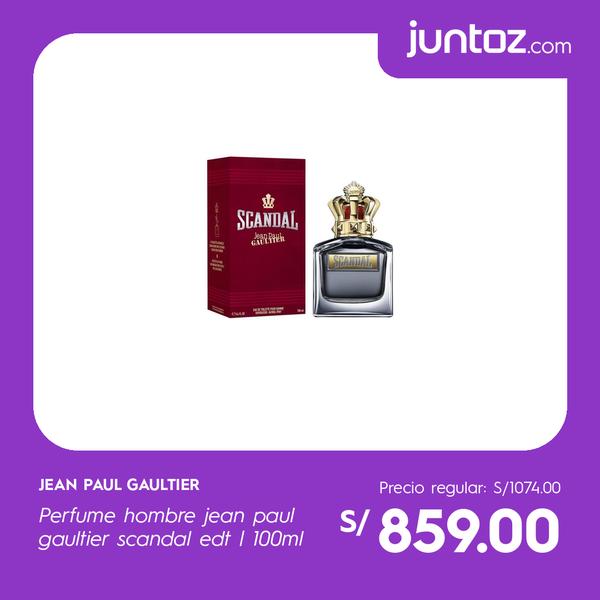 juntoz.com
SCANDAL
Jean Paul
GAULTIER
SCANDAL
JEAN PAUL GAULTIER
Precio regular: S/1074.00
Perfume hombre jean paul
gaultier scandal edt | 100ml
S/ 859.00